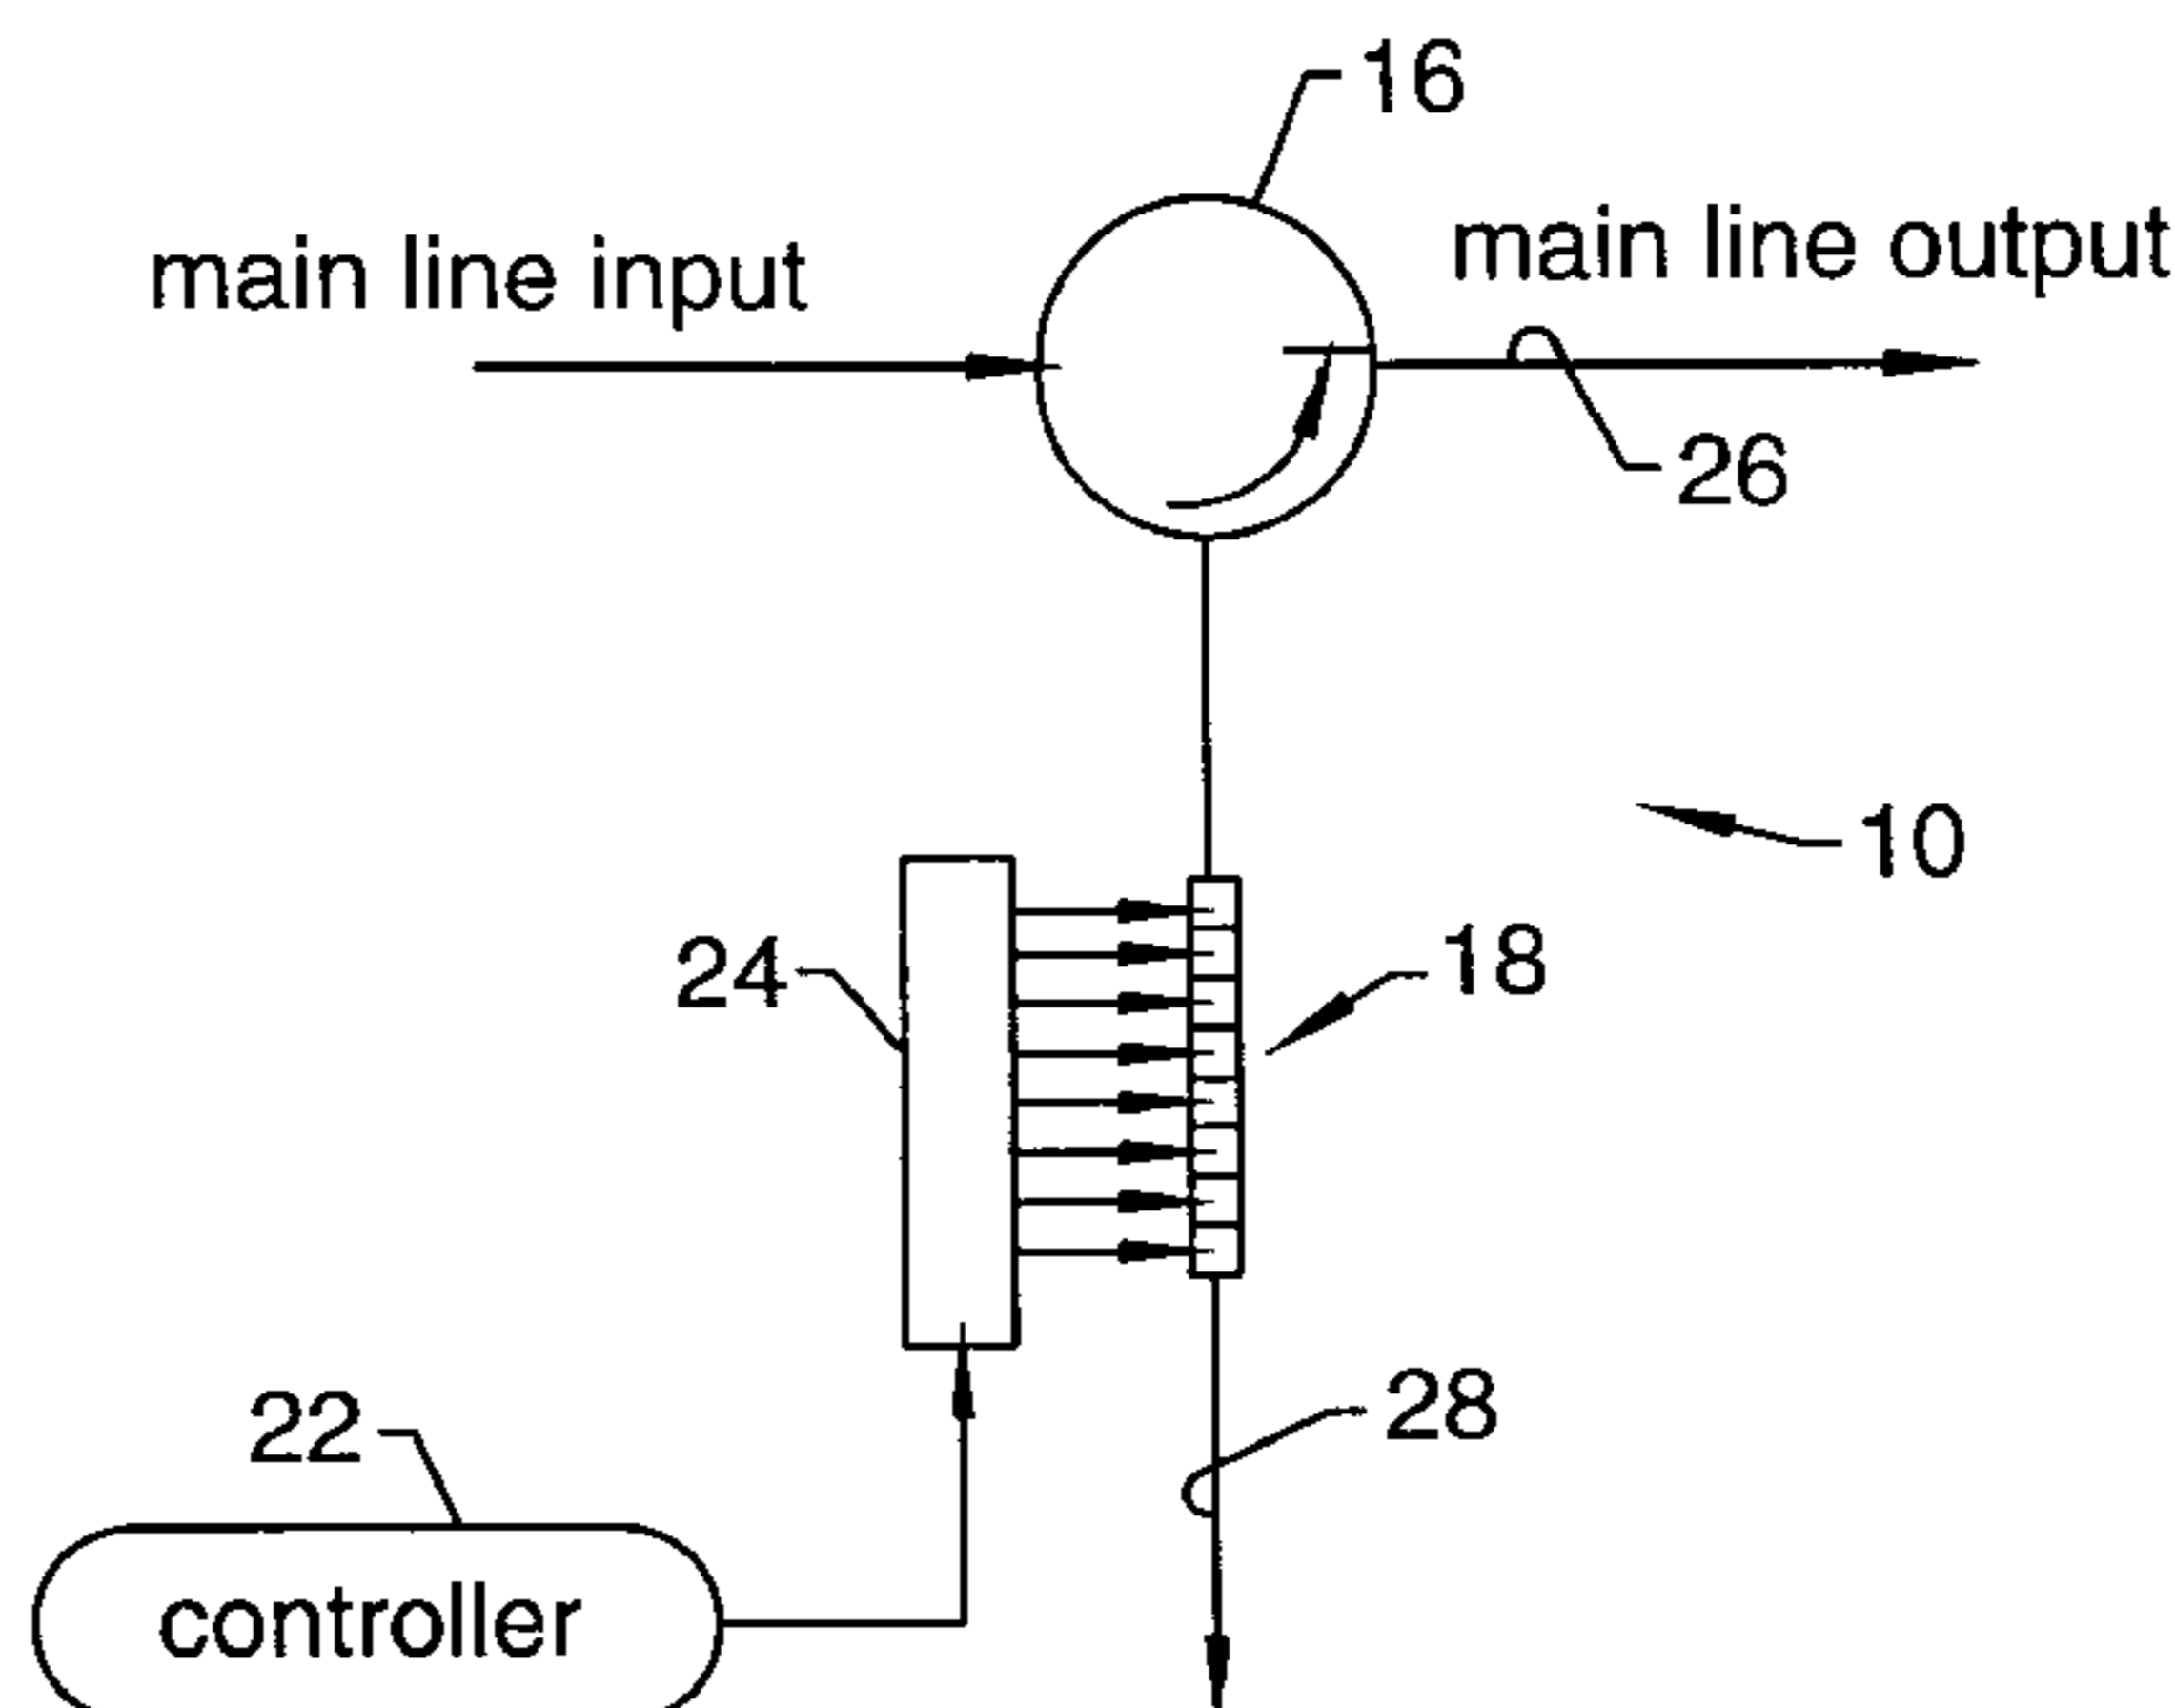 16
main line input
main line output
26
10
24
18
28
22
controller